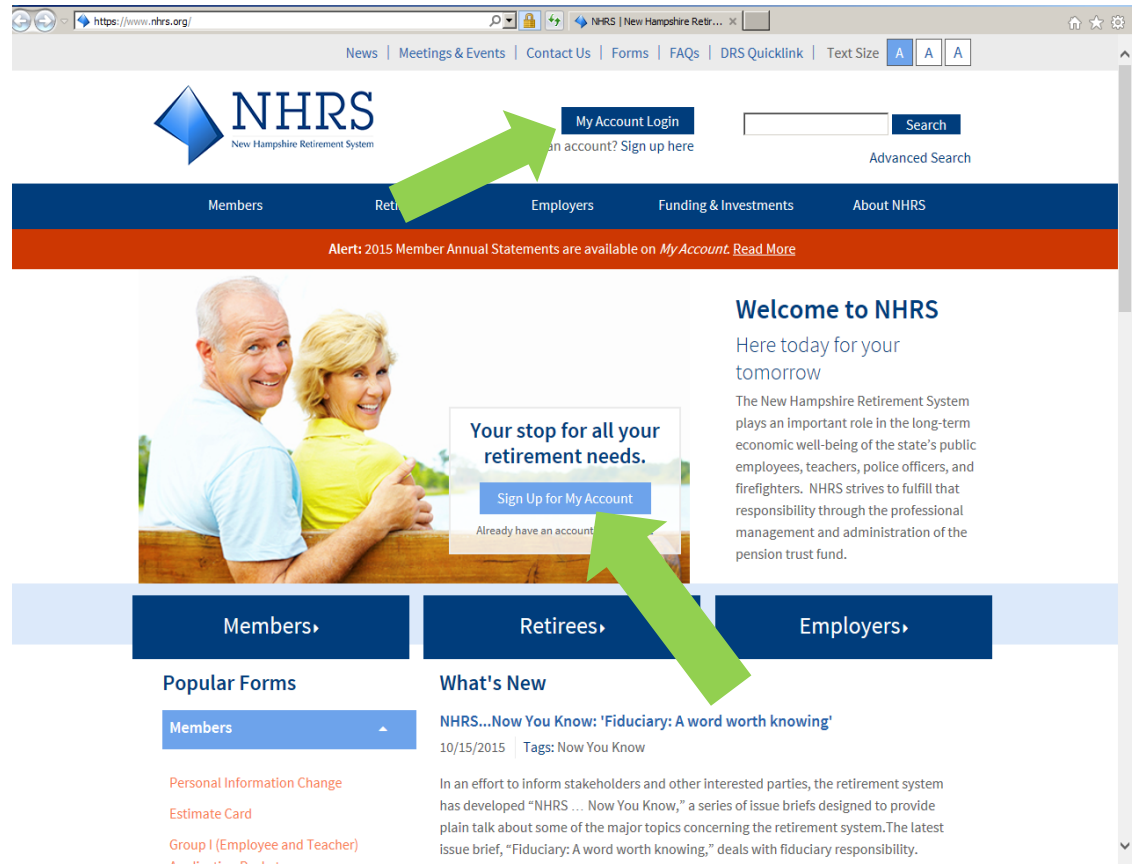 https://www.nhrs.org/
NHRS | New Hampshire Retir...
News | Meetings & Events | Contact Us | Forms | FAQs | DRS Quicklink | Text Size A A A
NHRS
New Hampshire Retirement System
My Account Login
an account? Sign up here
Search
Advanced Search
Members
Employers
Funding & Investments
About NHRS
Alert: 2015 Member Annual Statements are available on My Account. Read More
Your stop for all your
retirement needs.
Sign Up for My Account
Already have an account
Welcome to NHRS
Here today for your
tomorrow
The New Hampshire Retirement System
plays an important role in the long-term
economic well-being of the state's public
employees, teachers, police officers, and
firefighters. NHRS strives to fulfill that
responsibility through the professional
management and administration of the
pension trust fund.
Members
Retirees
Employers
Popular Forms
Members
Personal Information Change
Estimate Card
Group I (Employee and Teacher)
What's New
NHRS...Now You Know: 'Fiduciary: A word worth knowing'
10/15/2015 Tags: Now You Know
In an effort to inform stakeholders and other interested parties, the retirement system
has developed “NHRS … Now You Know,” a series of issue briefs designed to provide
plain talk about some of the major topics concerning the retirement system.The latest
issue brief, “Fiduciary: A word worth knowing,” deals with fiduciary responsibility.